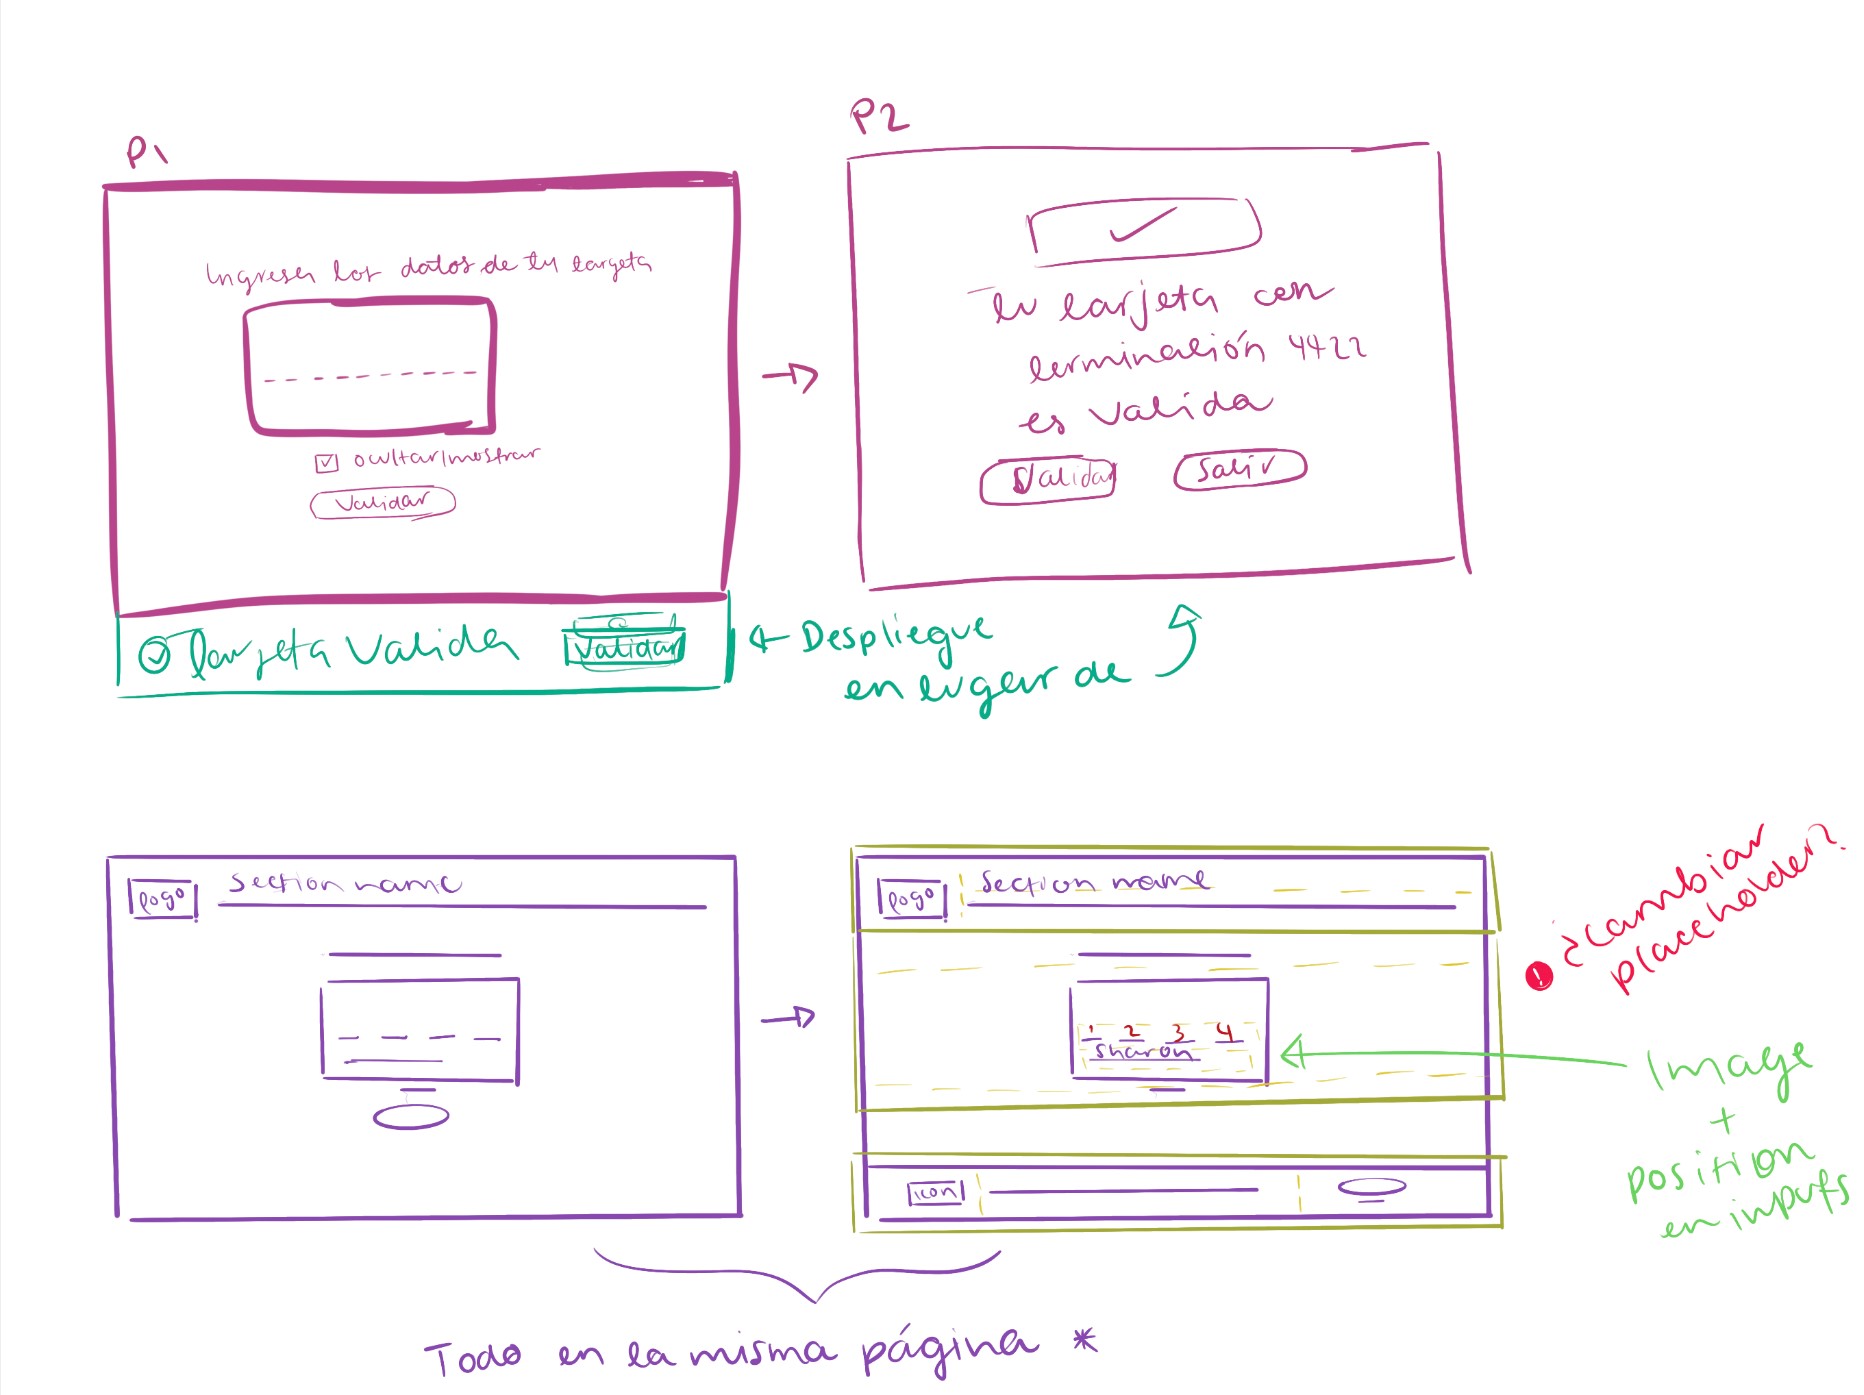 P1
Ingresa los datos de tu targeta
ocultar/mostrar
Validar
Tarjeta Valida
Validar
P2
Tu tarjeta con
terminación 4422
es valida
Validar
Salir
Despliegue
en lugar de
logo
Section name
logo
Section name
1 2 3 4
Sharon
icon
! ¿Cambiar
placeholder?
Image
+
position
en inputs
Todo en la misma página *